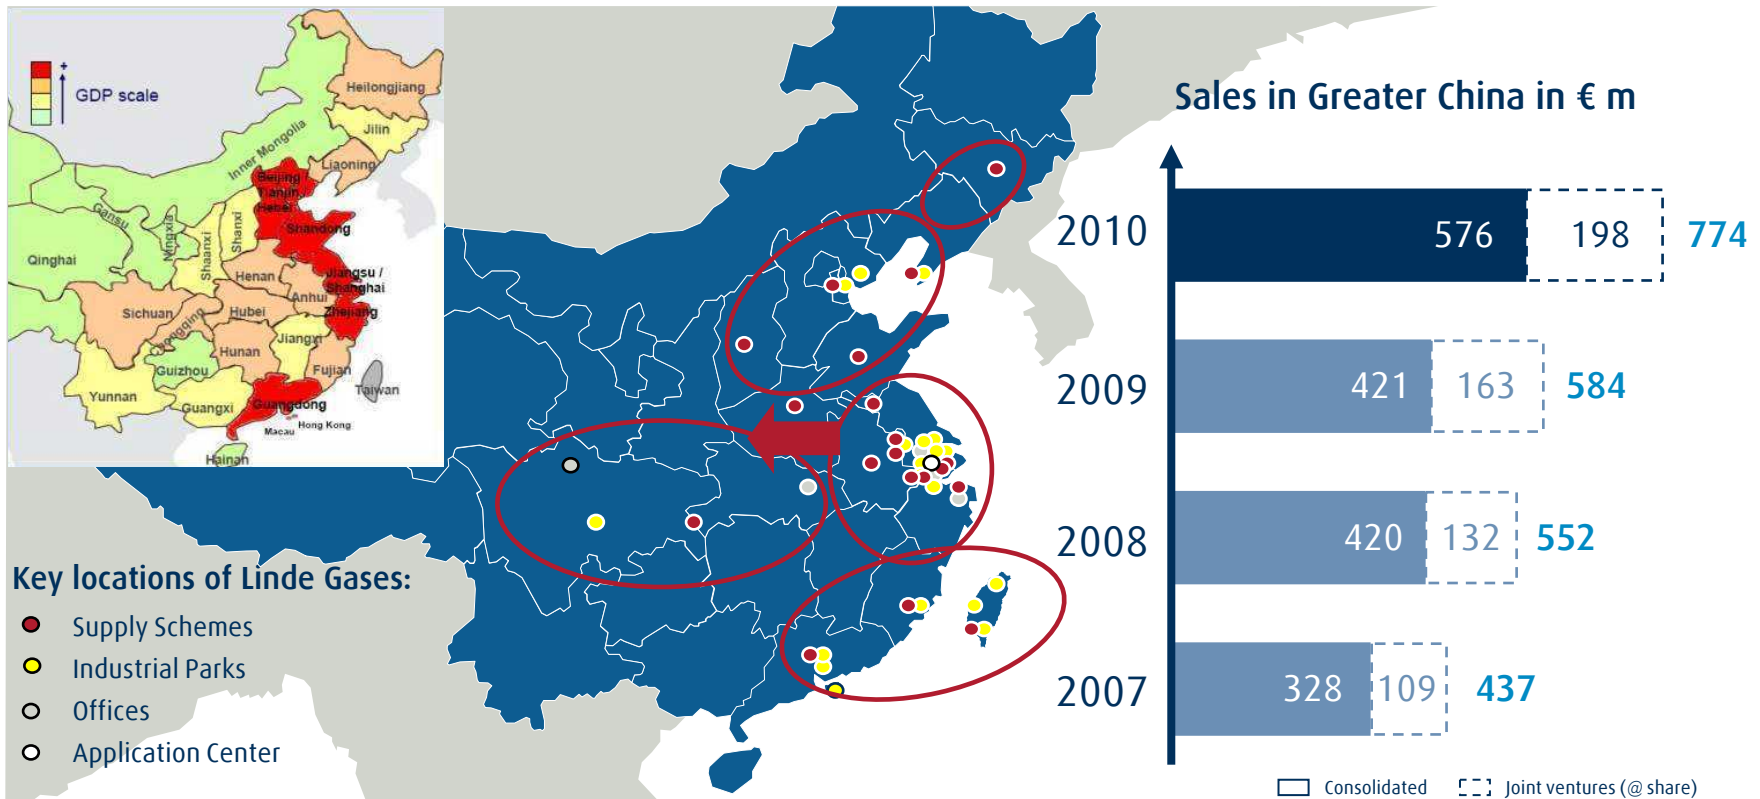 +
GDP scale
Heilongjiang
Jilin
Inner Mongolia
Liaoning
Beijing /
Tianjin /
Hebei
Gansu
Ningxia
Shaanxi
Shanxi
Shandong
Qinghai
Henan
Jiangsu /
Shanghai
Anhui
Zhejiang
Sichuan
Chongqing
Hubei
Jiangxi
Hunan
Guizhou
Fujian
Taiwan
Yunnan
Guangxi
Guangdong
Macau
Hong Kong
Hainan
Key locations of Linde Gases:
Supply Schemes
Industrial Parks
Offices
Application Center
Sales in Greater China in € m
2010 576 198 774
2009 421 163 584
2008 420 132 552
2007 328 109 437
Consolidated Joint ventures (@ share)